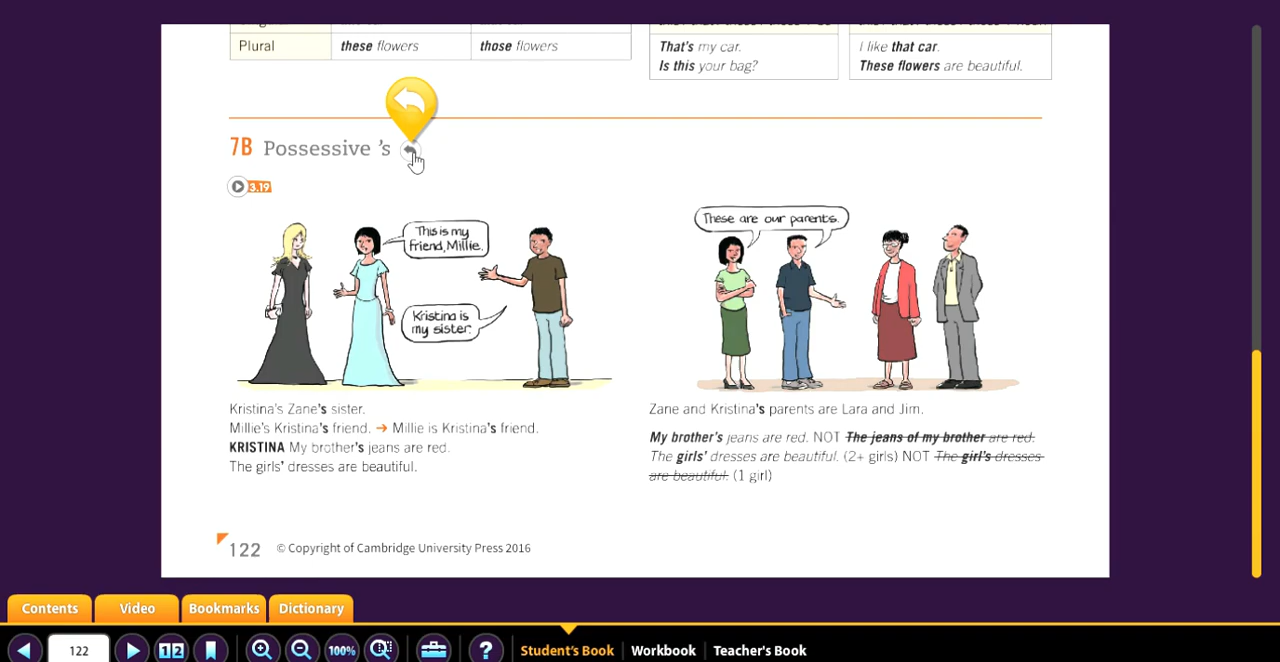 Plural these flowers those flowers
That's my car.
Is this your bag?
I like that car.
These flowers are beautiful.
7B Possessive 's
3.19
This is my
friend, Millie.
Kristina is
my sister.
These are our parents.
Kristina's Zane's sister.
Millie's Kristina's friend. → Millie is Kristina's friend.
KRISTINA My brother's jeans are red.
The girls' dresses are beautiful.
Zane and Kristina's parents are Lara and Jim.
My brother's jeans are red. NOT The jeans of my brother are red.
The girls' dresses are beautiful. (2+ girls) NOT The girl's dresses
are beautiful. (1 girl)
122 © Copyright of Cambridge University Press 2016
Contents Video Bookmarks Dictionary
122 12 100% ? Student's Book Workbook Teacher's Book